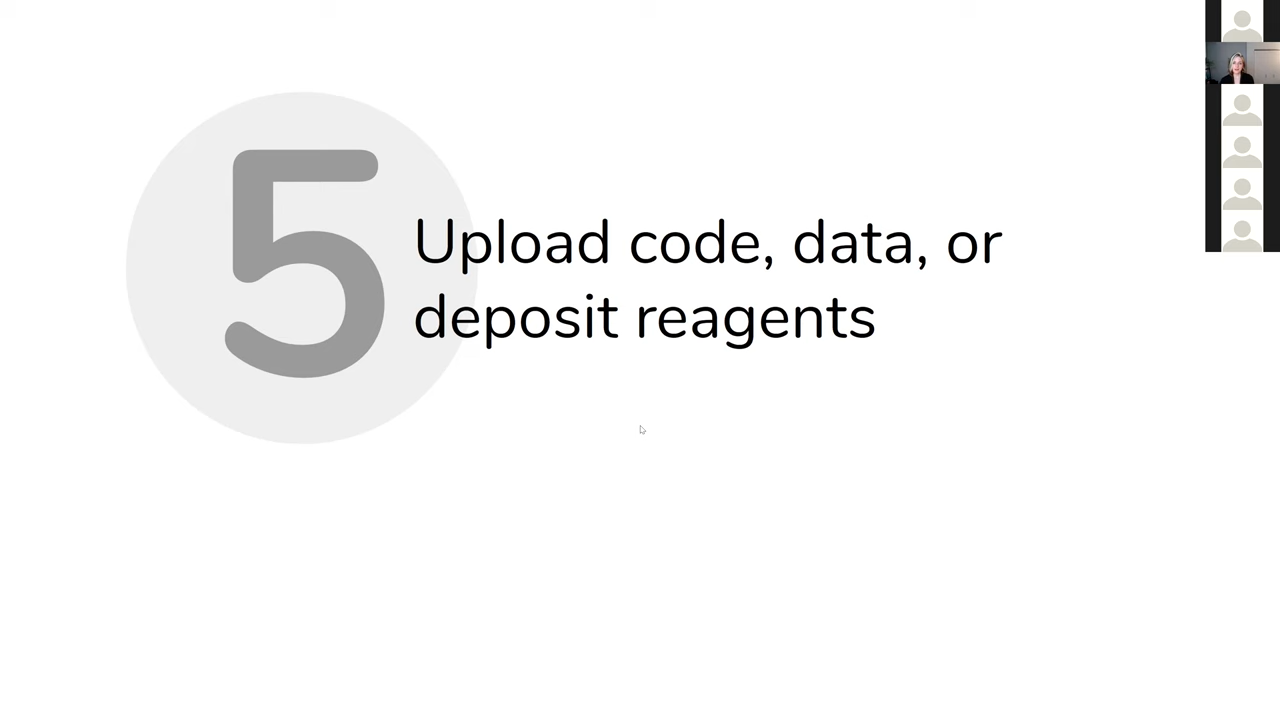 5
Upload code, data, or
deposit reagents